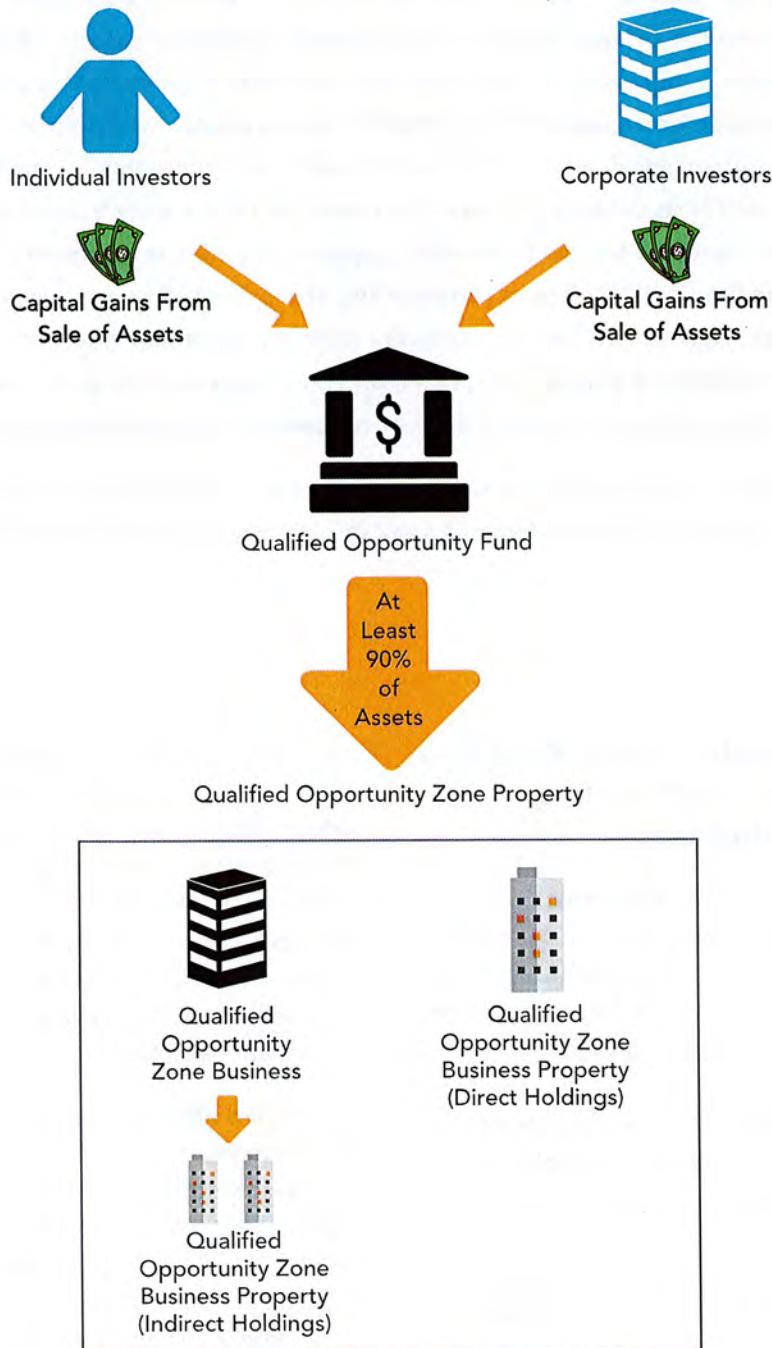 Individual Investors
Corporate Investors
Capital Gains From
Sale of Assets
Capital Gains From
Sale of Assets
$
Qualified Opportunity Fund
At
Least
90%
of
Assets
Qualified Opportunity Zone Property
Qualified
Opportunity
Zone Business
Qualified
Opportunity Zone
Business Property
(Direct Holdings)
Qualified
Opportunity Zone
Business Property
(Indirect Holdings)